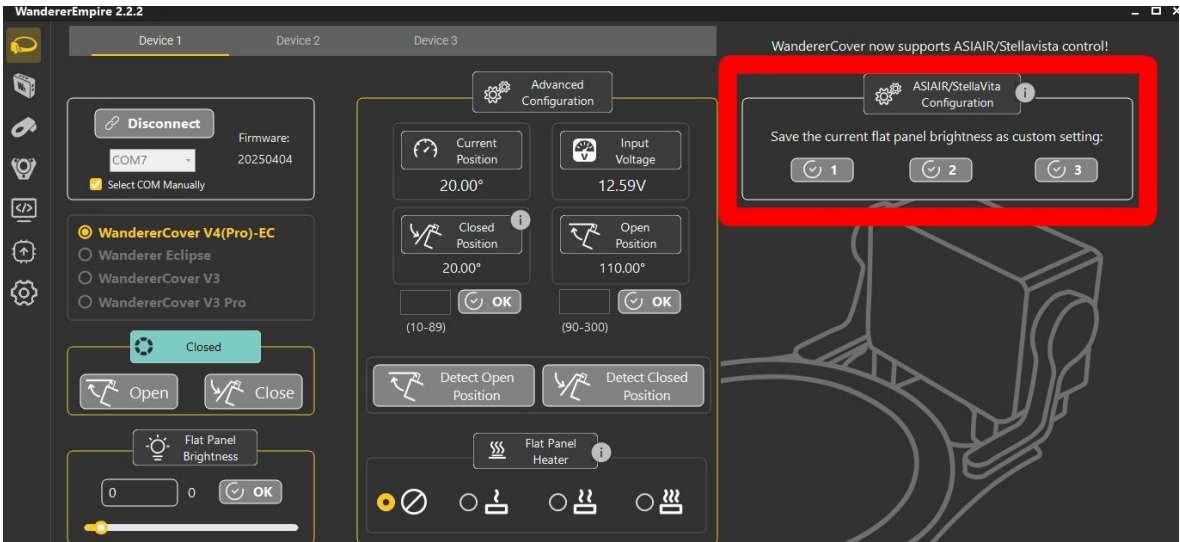 WandererEmpire 2.2.2
Device 1
Device 2
Device 3
Disconnect
COM7
Select COM Manually
Firmware:
20250404
WandererCover V4(Pro)-EC
Wanderer Eclipse
WandererCover V3
WandererCover V3 Pro
Closed
Open
Close
Flat Panel
Brightness
0
0
OK
Advanced
Configuration
Current
Position
20.00°
Input
Voltage
12.59V
Closed
Position
20.00°
Open
Position
110.00°
OK
(10-89)
OK
(90-300)
Detect Open
Position
Detect Closed
Position
Flat Panel
Heater
WandererCover now supports ASIAIR/Stellavista control!
ASIAIR/StellaVita
Configuration
Save the current flat panel brightness as custom setting:
1
2
3